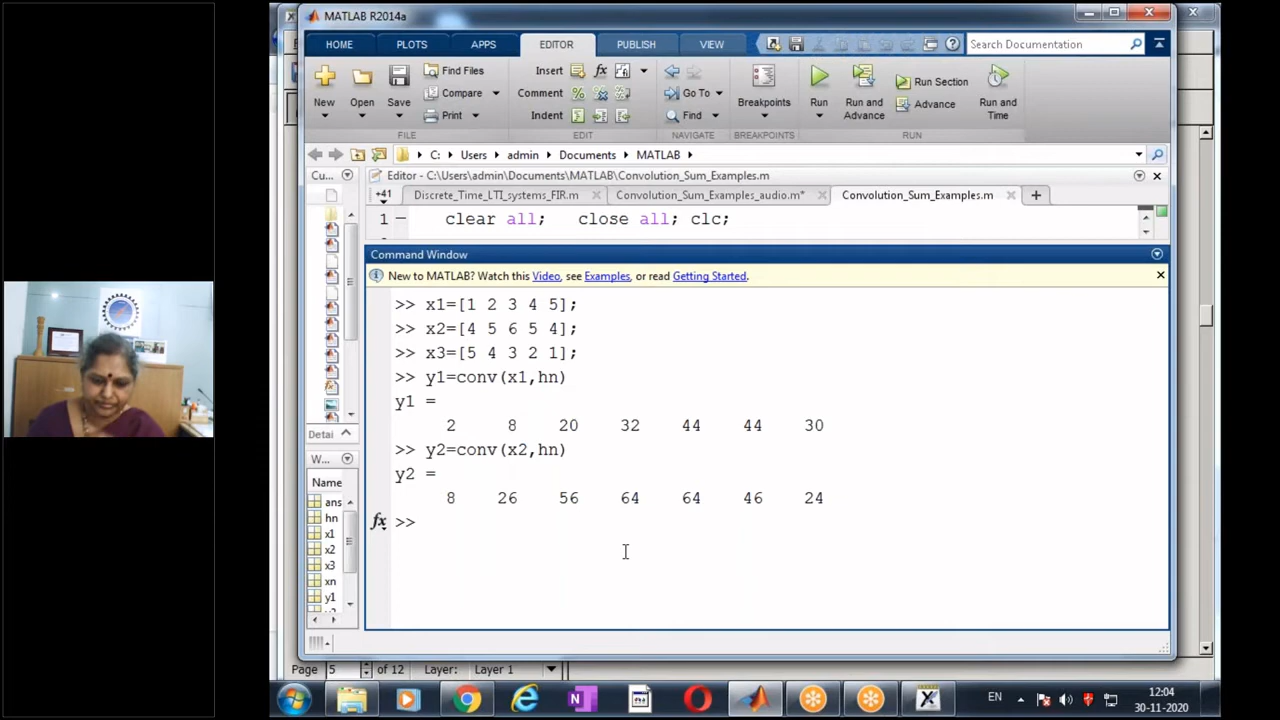 MATLAB R2014a
HOME PLOTS APPS EDITOR PUBLISH VIEW Search Documentation
New Open Save Find Files Compare Print Insert Comment Indent fx Go To Find Breakpoints Run Run and Advance Run Section Advance Run and Time
FILE EDIT NAVIGATE BREAKPOINTS RUN
C: Users admin Documents MATLAB
Cu... Editor - C:\Users\admin\Documents\MATLAB\Convolution_Sum_Examples.m
+41 Discrete_Time_LTI_systems_FIR.m Convolution_Sum_Examples_audio.m* Convolution_Sum_Examples.m
1 clear all; close all; clc;
Command Window
New to MATLAB? Watch this Video, see Examples, or read Getting Started.
>> x1=[1 2 3 4 5];
>> x2=[4 5 6 5 4];
>> x3=[5 4 3 2 1];
>> y1=conv(x1,hn)
y1 =
2 8 20 32 44 44 30
>> y2=conv(x2,hn)
y2 =
8 26 56 64 64 46 24
fx >>
Detai
W...
Name
ans
hn
x1
x2
x3
xn
y1
Page 5 of 12 Layer: Layer 1
EN 12:04
30-11-2020